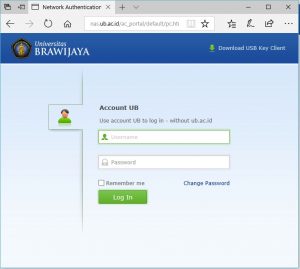 Network Authentication
nas.ub.ac.id/ac_portal/default/pc.ht
Universitas
BRAWIJAYA
Download USB Key Client
Account UB
Use account UB to log in - without ub.ac.id
Username
Password
Remember me
Change Password
Log In